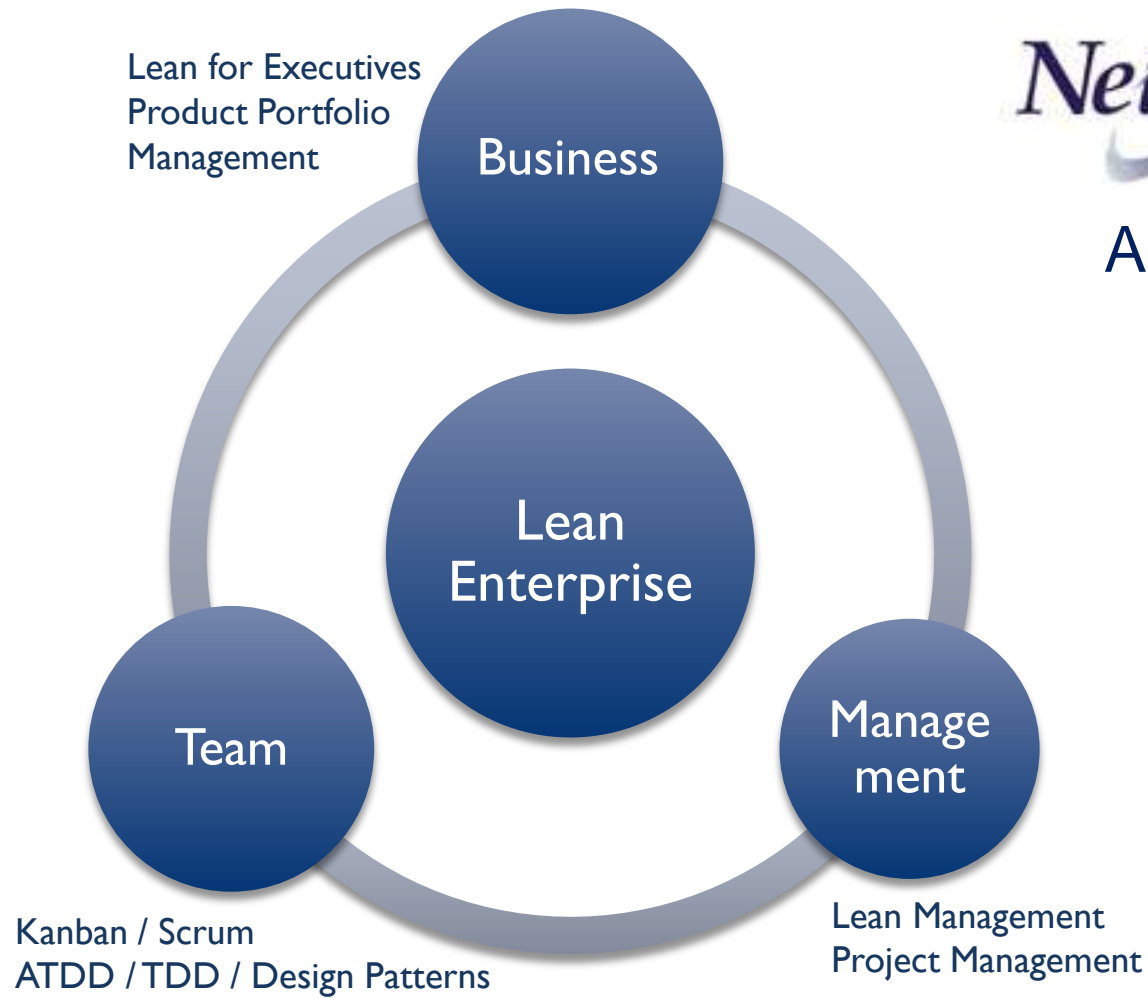 Lean for Executives
Product Portfolio
Management
Business
Lean
Enterprise
Team
Manage
ment
Kanban / Scrum
ATDD / TDD / Design Patterns
Lean Management
Project Management